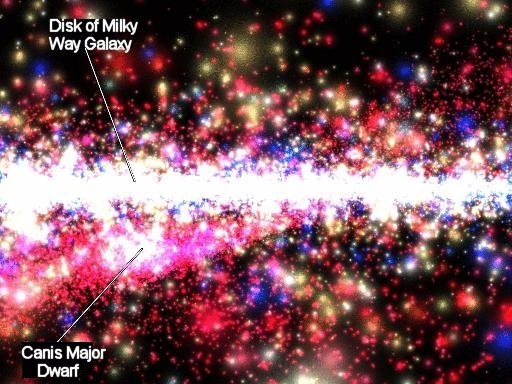 Disk of Milky
Way Galaxy
Canis Major
Dwarf